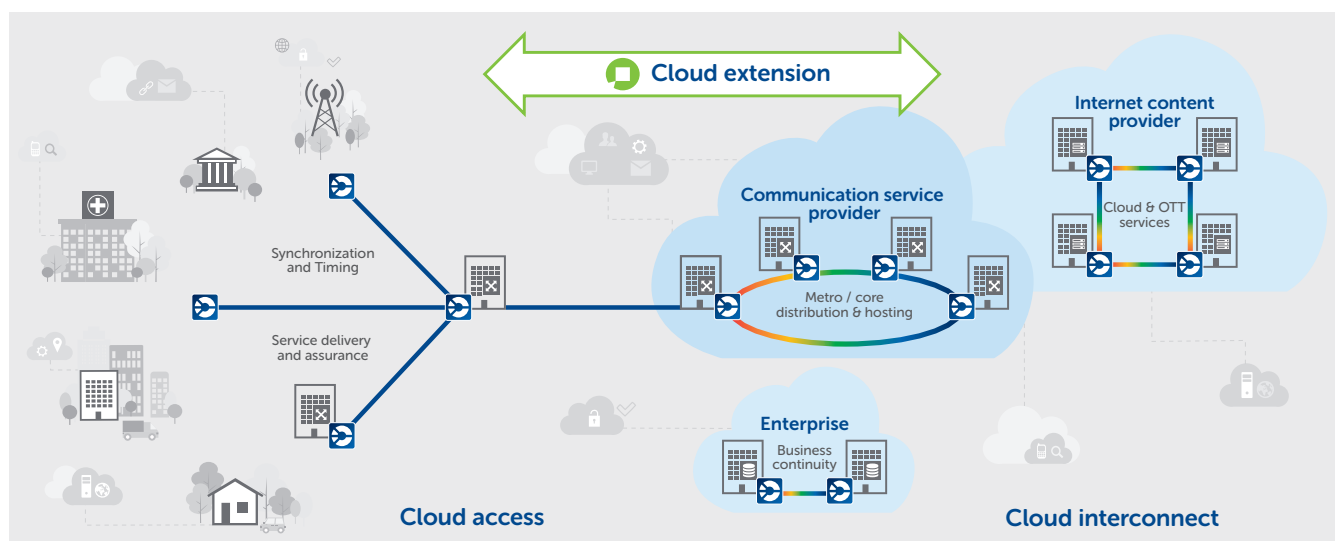 Cloud extension
Internet content
provider
Communication service
provider
Cloud & OTT
services
Synchronization
and Timing
Metro / core
distribution & hosting
Service delivery
and assurance
Enterprise
Business
continuity
Cloud access
Cloud interconnect